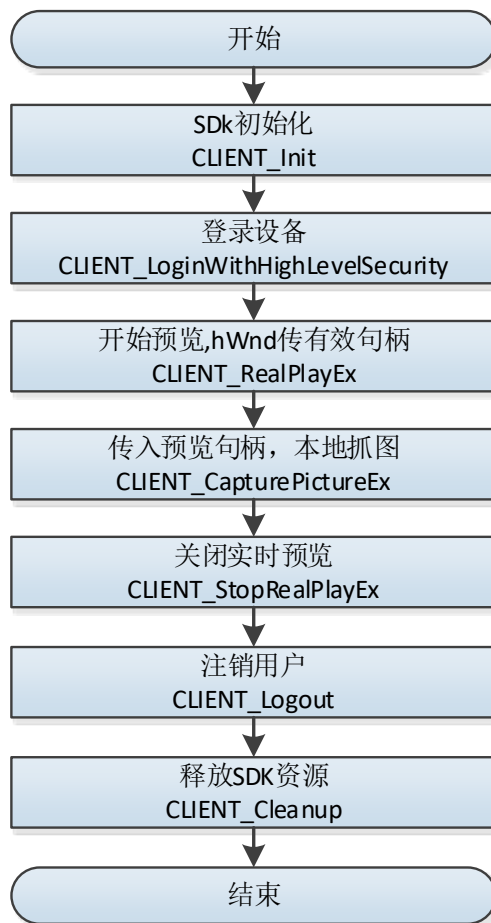 开始
SDk初始化
CLIENT_Init
登录设备
CLIENT_LoginWithHighLevelSecurity
开始预览,hWnd传有效句柄
CLIENT_RealPlayEx
传入预览句柄，本地抓图
CLIENT_CapturePictureEx
关闭实时预览
CLIENT_StopRealPlayEx
注销用户
CLIENT_Logout
释放SDK资源
CLIENT_Cleanup
结束